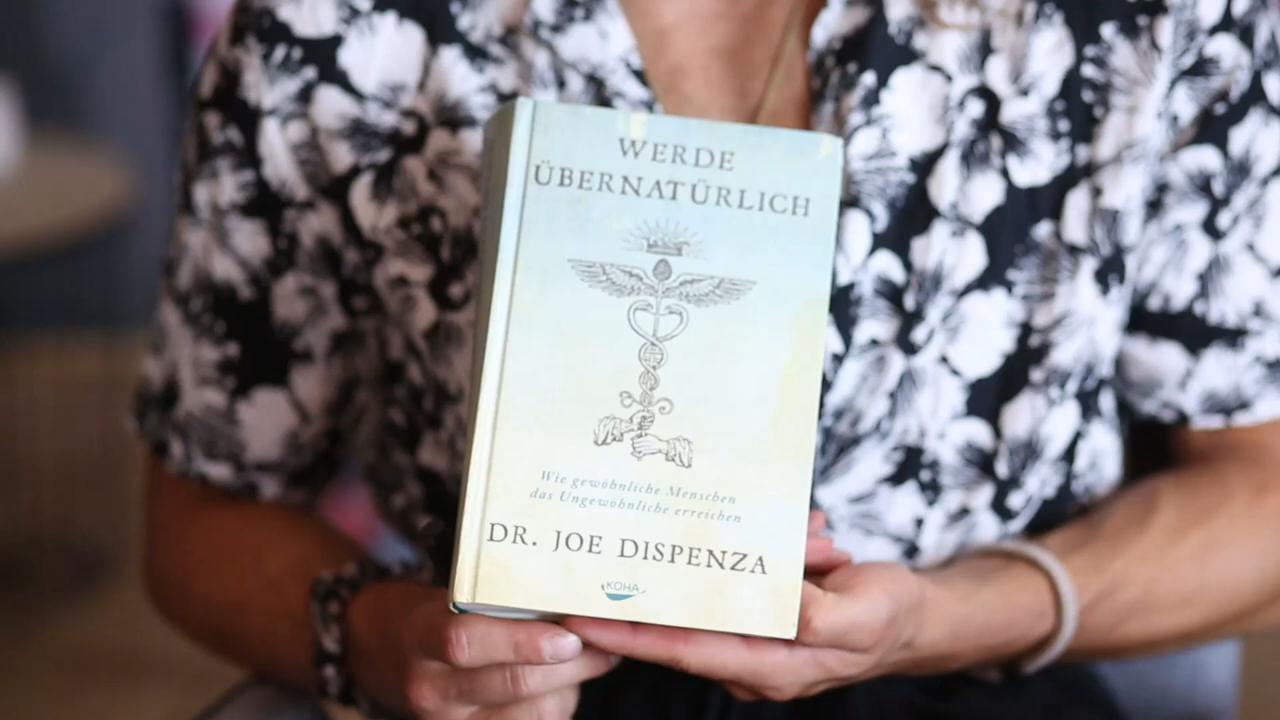 WERDE
ÜBERNATÜRLICH
Wie gewöhnliche Menschen
das Ungewöhnliche erreichen
DR. JOE DISPENZA
KOHA